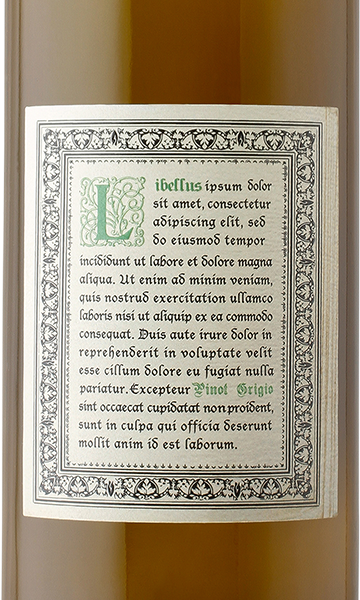 Libellus ipsum dolor
sit amet, consectetur
adipiscing elit, sed
do eiusmod tempor
incididunt ut labore et dolore magna
aliqua. Ut enim ad minim veniam,
quis nostrud exercitation ullamco
laboris nisi ut aliquip ex ea commodo
consequat. Duis aute irure dolor in
reprehenderit in voluptate velit
esse cillum dolore eu fugiat nulla
pariatur. Excepteur Pinot Grigio
sint occaecat cupidatat non proident,
sunt in culpa qui officia deserunt
mollit anim id est laborum.